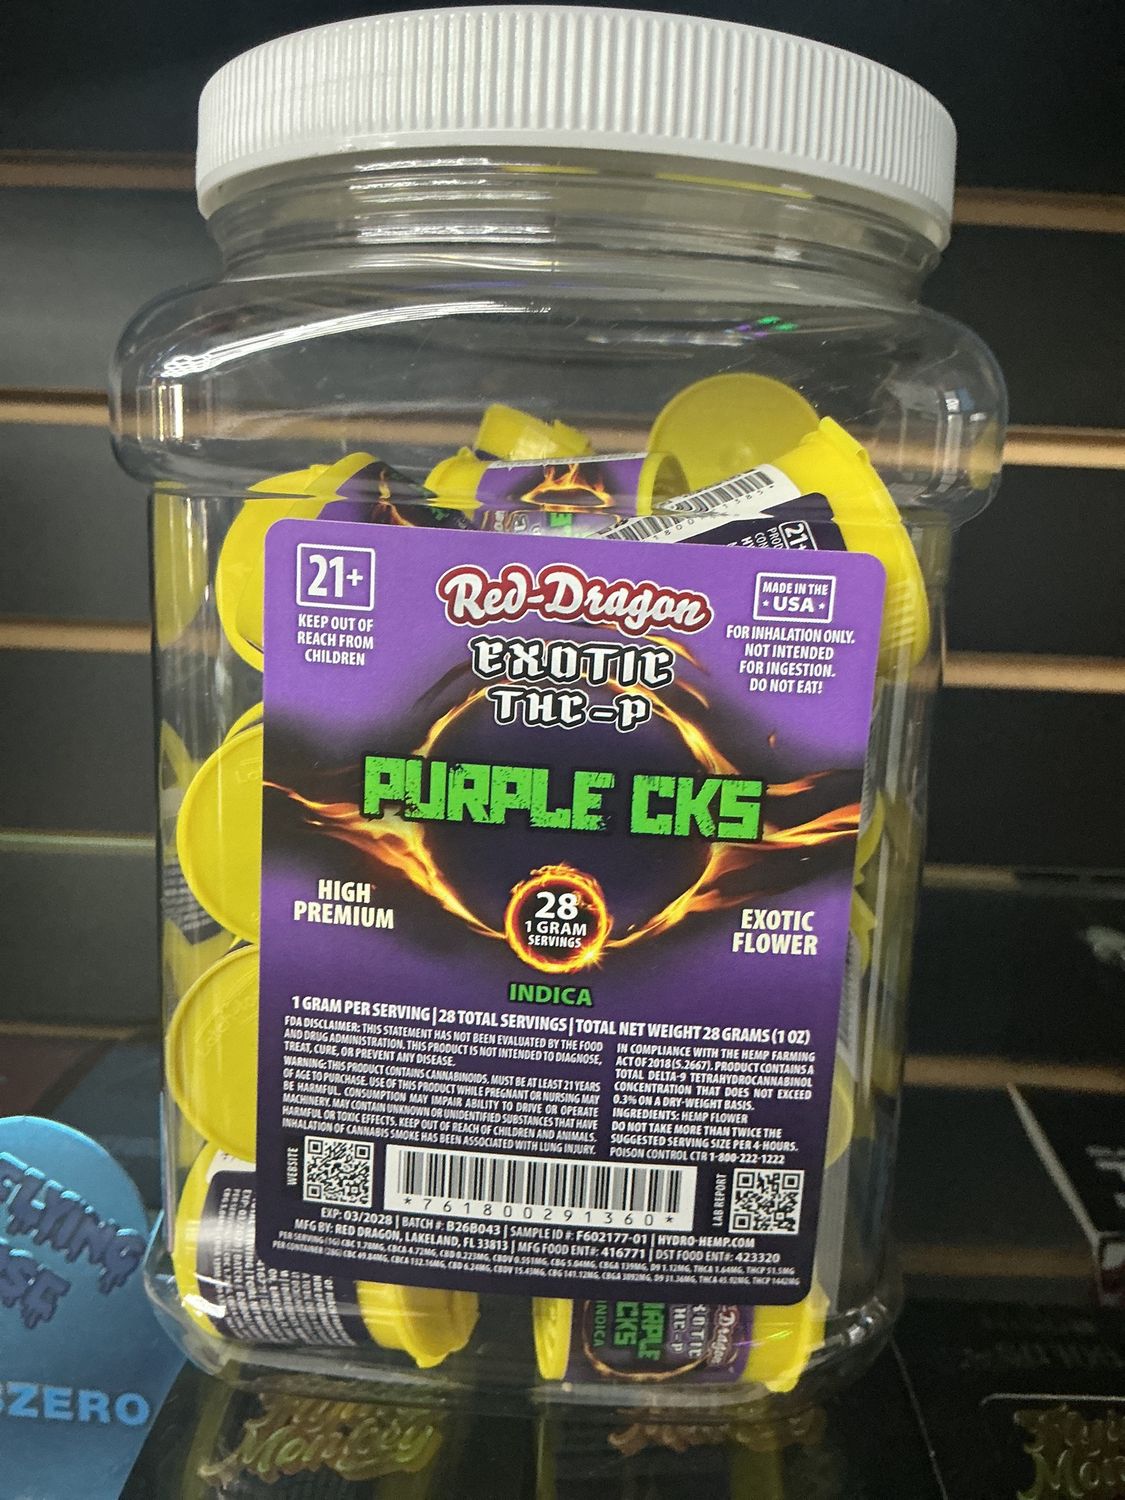 21+
KEEP OUT OF
REACH FROM
CHILDREN
Red-Dragon
EXOTIC
THC-P
MADE IN THE
USA
FOR INHALATION ONLY.
NOT INTENDED
FOR INGESTION.
DO NOT EAT!
PURPLE CKS
HIGH
PREMIUM
28
1 GRAM
SERVINGS
EXOTIC
FLOWER
INDICA
1 GRAM PER SERVING | 28 TOTAL SERVINGS | TOTAL NET WEIGHT 28 GRAMS (1 OZ)
FDA DISCLAIMER: THIS STATEMENT HAS NOT BEEN EVALUATED BY THE FOOD
AND DRUG ADMINISTRATION. THIS PRODUCT IS NOT INTENDED TO DIAGNOSE,
TREAT, CURE, OR PREVENT ANY DISEASE.
WARNING: THIS PRODUCT CONTAINS CANNABINOIDS. MUST BE AT LEAST 21 YEARS
OF AGE TO PURCHASE. USE OF THIS PRODUCT WHILE PREGNANT OR NURSING MAY
BE HARMFUL. CONSUMPTION MAY IMPAIR ABILITY TO DRIVE OR OPERATE
MACHINERY. MAY CONTAIN UNKNOWN OR UNIDENTIFIED SUBSTANCES THAT HAVE
HARMFUL OR TOXIC EFFECTS. KEEP OUT OF REACH OF CHILDREN AND ANIMALS.
INHALATION OF CANNABIS SMOKE HAS BEEN ASSOCIATED WITH LUNG INJURY.
IN COMPLIANCE WITH THE HEMP FARMING
ACT OF 2018 (S.2667). PRODUCT CONTAINS A
TOTAL DELTA-9 TETRAHYDROCANNABINOL
CONCENTRATION THAT DOES NOT EXCEED
0.3% ON A DRY-WEIGHT BASIS.
INGREDIENTS: HEMP FLOWER
DO NOT TAKE MORE THAN TWICE THE
SUGGESTED SERVING SIZE PER 4-HOURS.
POISON CONTROL CTR 1-800-222-1222
WEBSITE
*761800291360*
LAB REPORT
EXP: 03/2028 | BATCH #: B26B043 | SAMPLE ID #: F602177-01 | HYDRO-HEMP.COM
MFG BY: RED DRAGON, LAKELAND, FL 33813 | MFG FOOD ENT#: 416771 | DST FOOD ENT#: 423320
21+
Red-Dragon
EXOTIC
THC-P
PURPLE
CKS
INDICA
FLYING
ZERO
Monkey